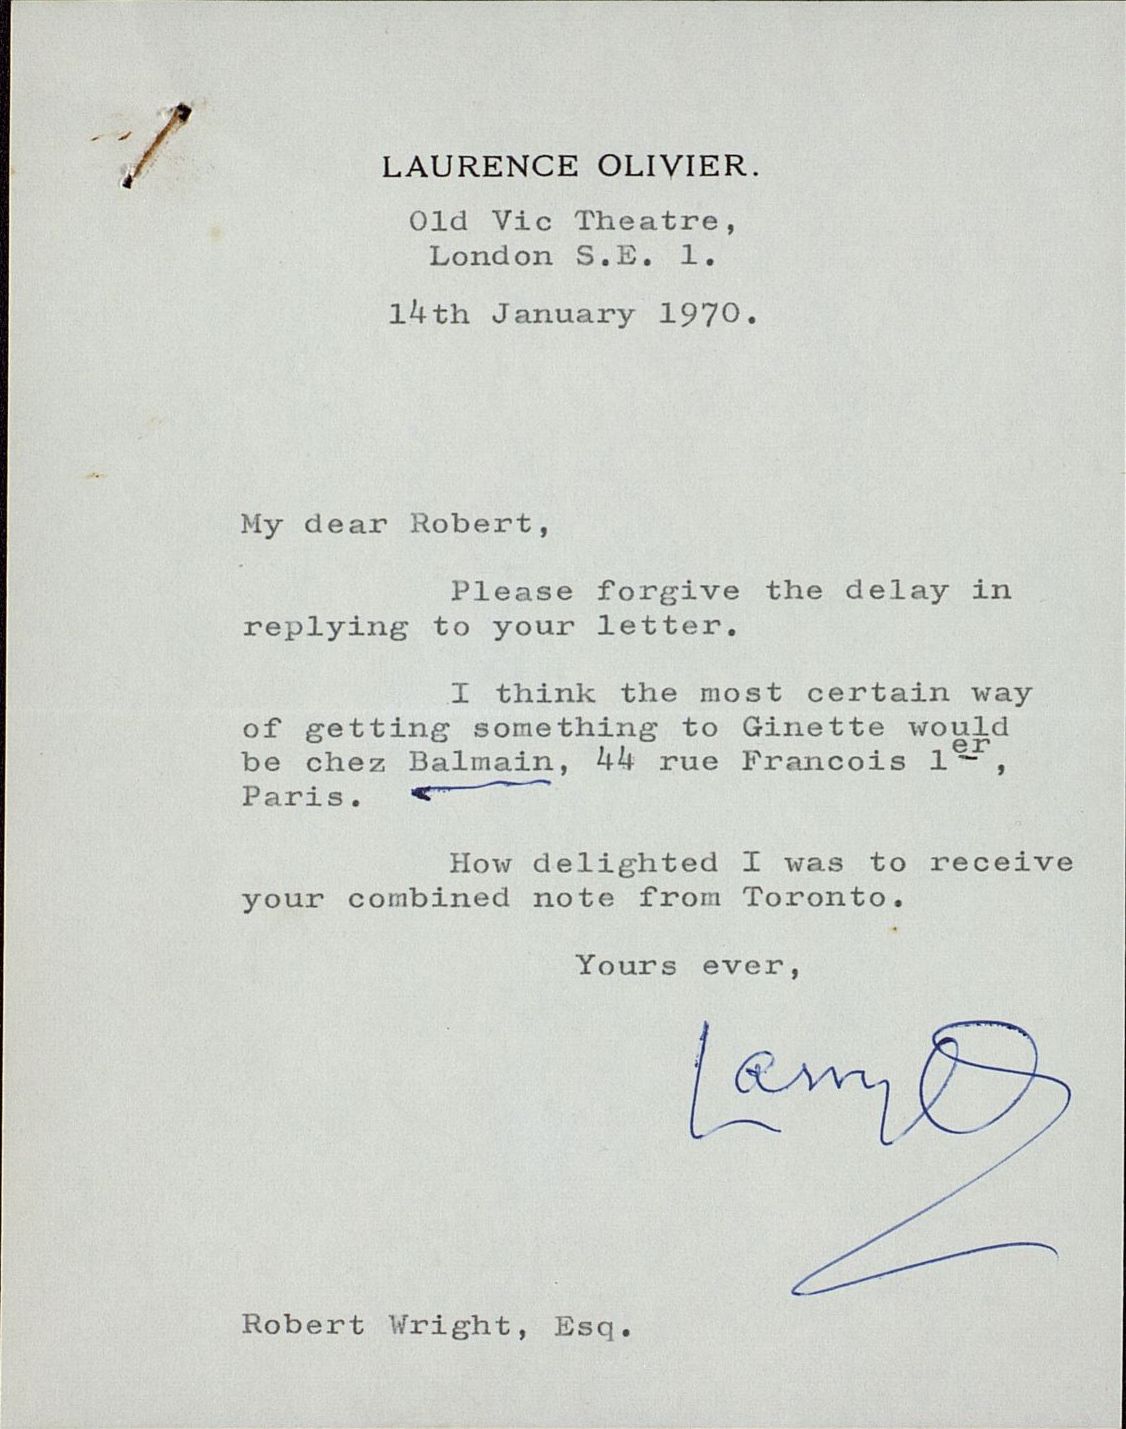 LAURENCE OLIVIER.
Old Vic Theatre,
London S.E. 1.
14th January 1970.
My dear Robert,
Please forgive the delay in
replying to your letter.
I think the most certain way
of getting something to Ginette would
be chez Balmain, 44 rue Francois 1er,
Paris.
How delighted I was to receive
your combined note from Toronto.
Yours ever,
Larry O
Robert Wright, Esq.